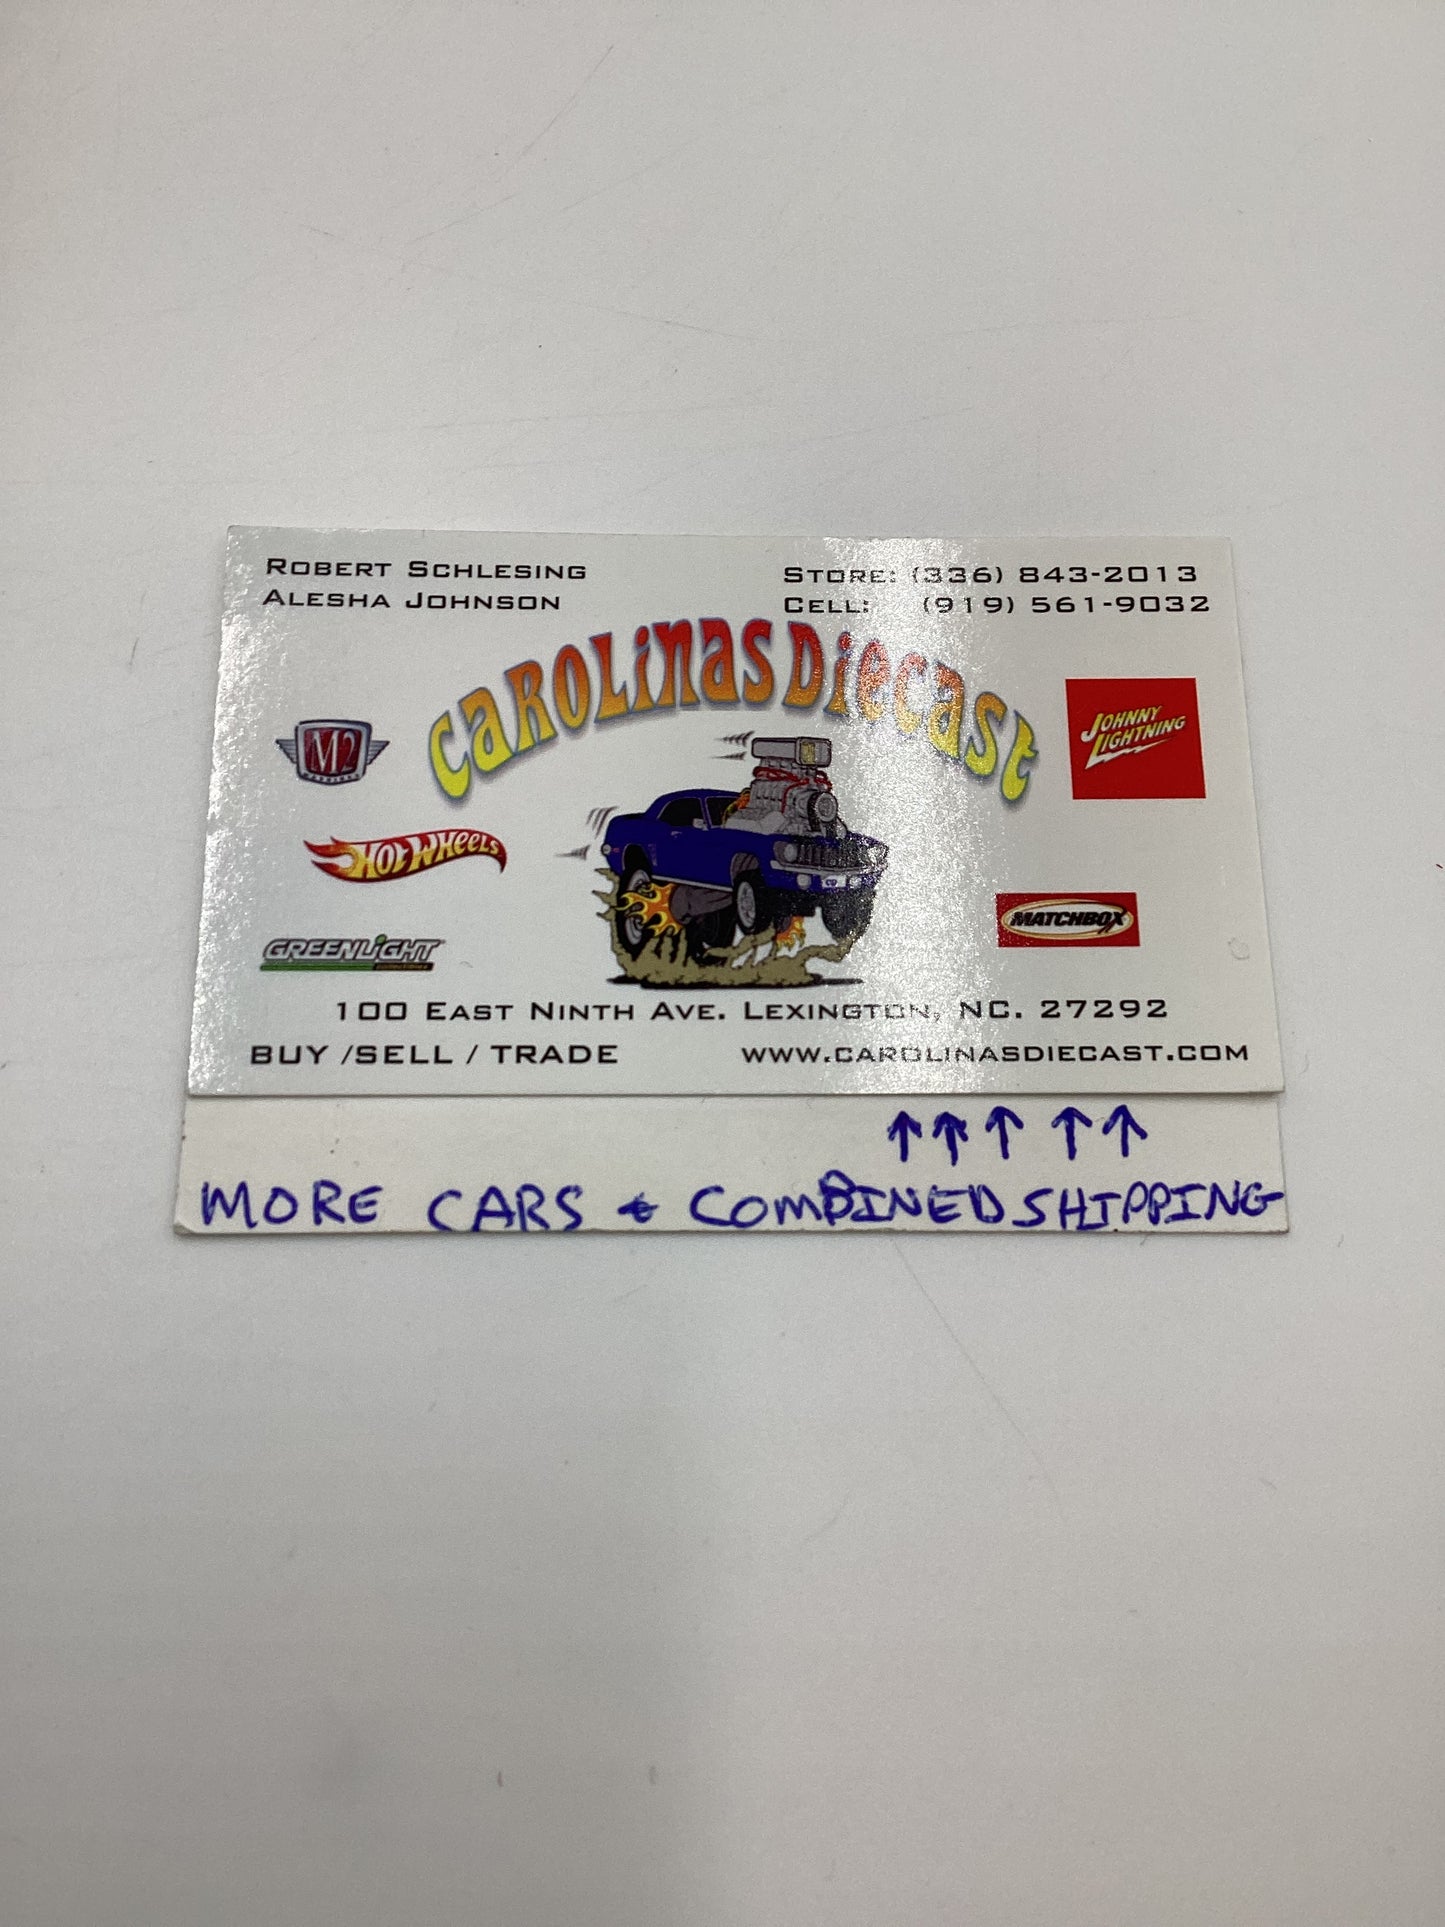 ROBERT SCHLESING
ALESHA JOHNSON
STORE: (336) 843-2013
CELL: (919) 561-9032
CAROLINAS DIECAST
M2
JOHNNY
LIGHTNING
HOT WHEELS
MATCHBOX
GREENLIGHT
100 EAST NINTH AVE. LEXINGTON, NC. 27292
BUY /SELL / TRADE
WWW.CAROLINASDIECAST.COM
↑↑↑ ↑↑
MORE CARS & COMBINED SHIPPING